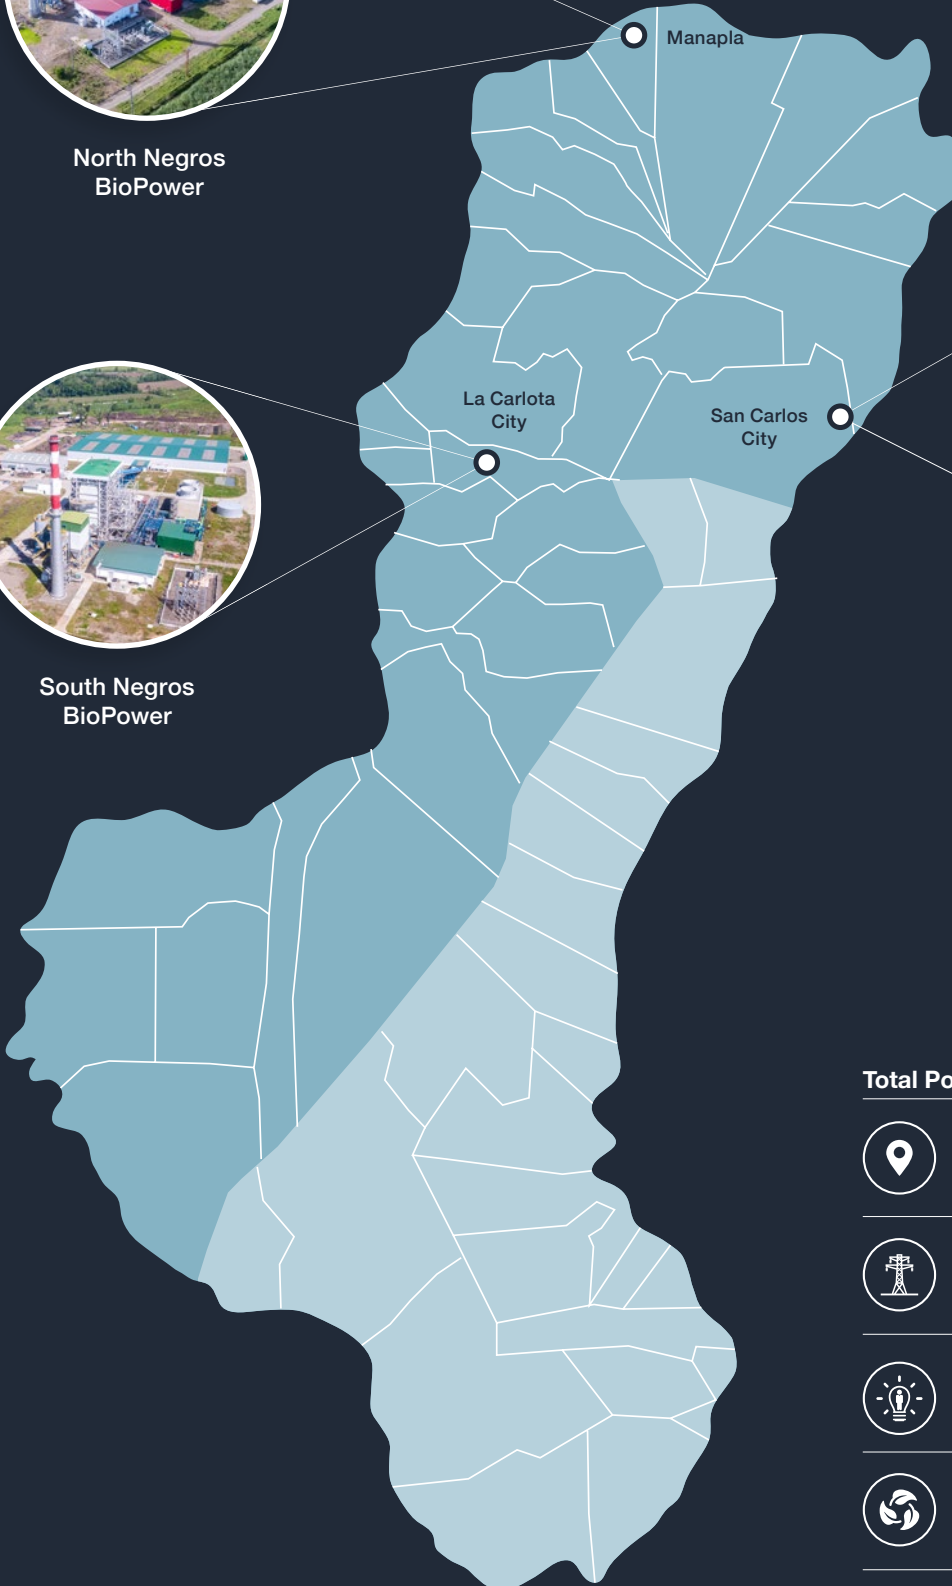 Manapla
North Negros
BioPower
La Carlota
City
San Carlos
City
South Negros
BioPower
Total Po